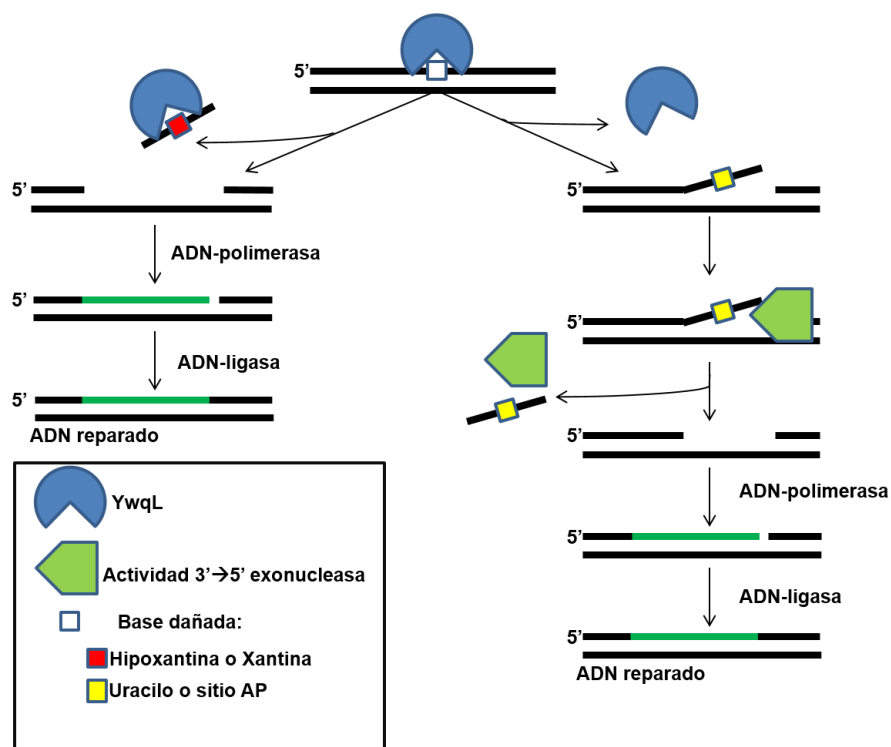 5’
5’
5’
ADN-polimerasa
5’
5’
ADN-ligasa
5’
ADN reparado
5’
ADN-polimerasa
5’
ADN-ligasa
5’
ADN reparado
YwqL
Actividad 3’→5’ exonucleasa
Base dañada:
Hipoxantina o Xantina
Uracilo o sitio AP